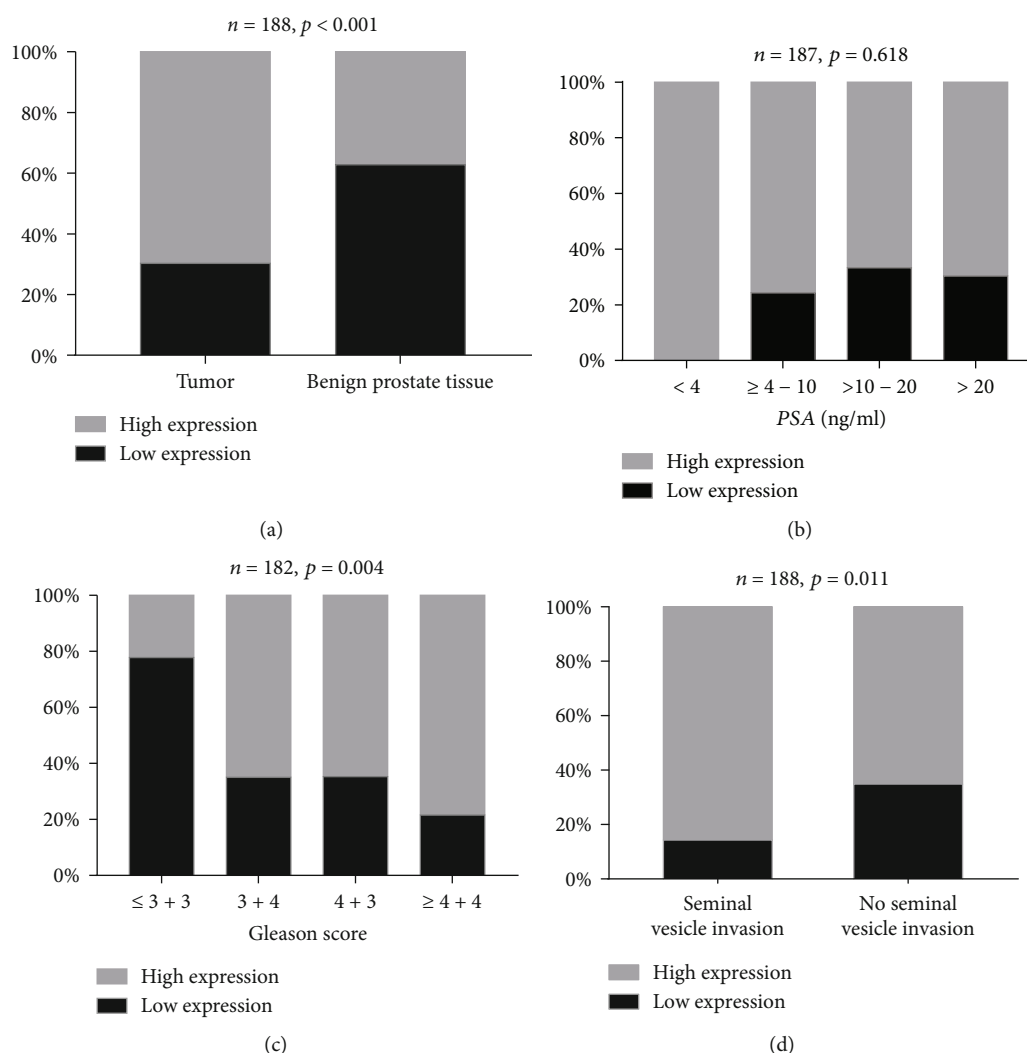 n = 188, p < 0.001
100%
80%
60%
40%
20%
0%
Tumor
Benign prostate tissue
High expression
Low expression
(a)
n = 187, p = 0.618
100%
80%
60%
40%
20%
0%
< 4
≥ 4 – 10
>10 – 20
> 20
PSA (ng/ml)
High expression
Low expression
(b)
n = 182, p = 0.004
100%
80%
60%
40%
20%
0%
≤ 3 + 3
3 + 4
4 + 3
≥ 4 + 4
Gleason score
High expression
Low expression
(c)
n = 188, p = 0.011
100%
80%
60%
40%
20%
0%
Seminal
vesicle invasion
No seminal
vesicle invasion
High expression
Low expression
(d)